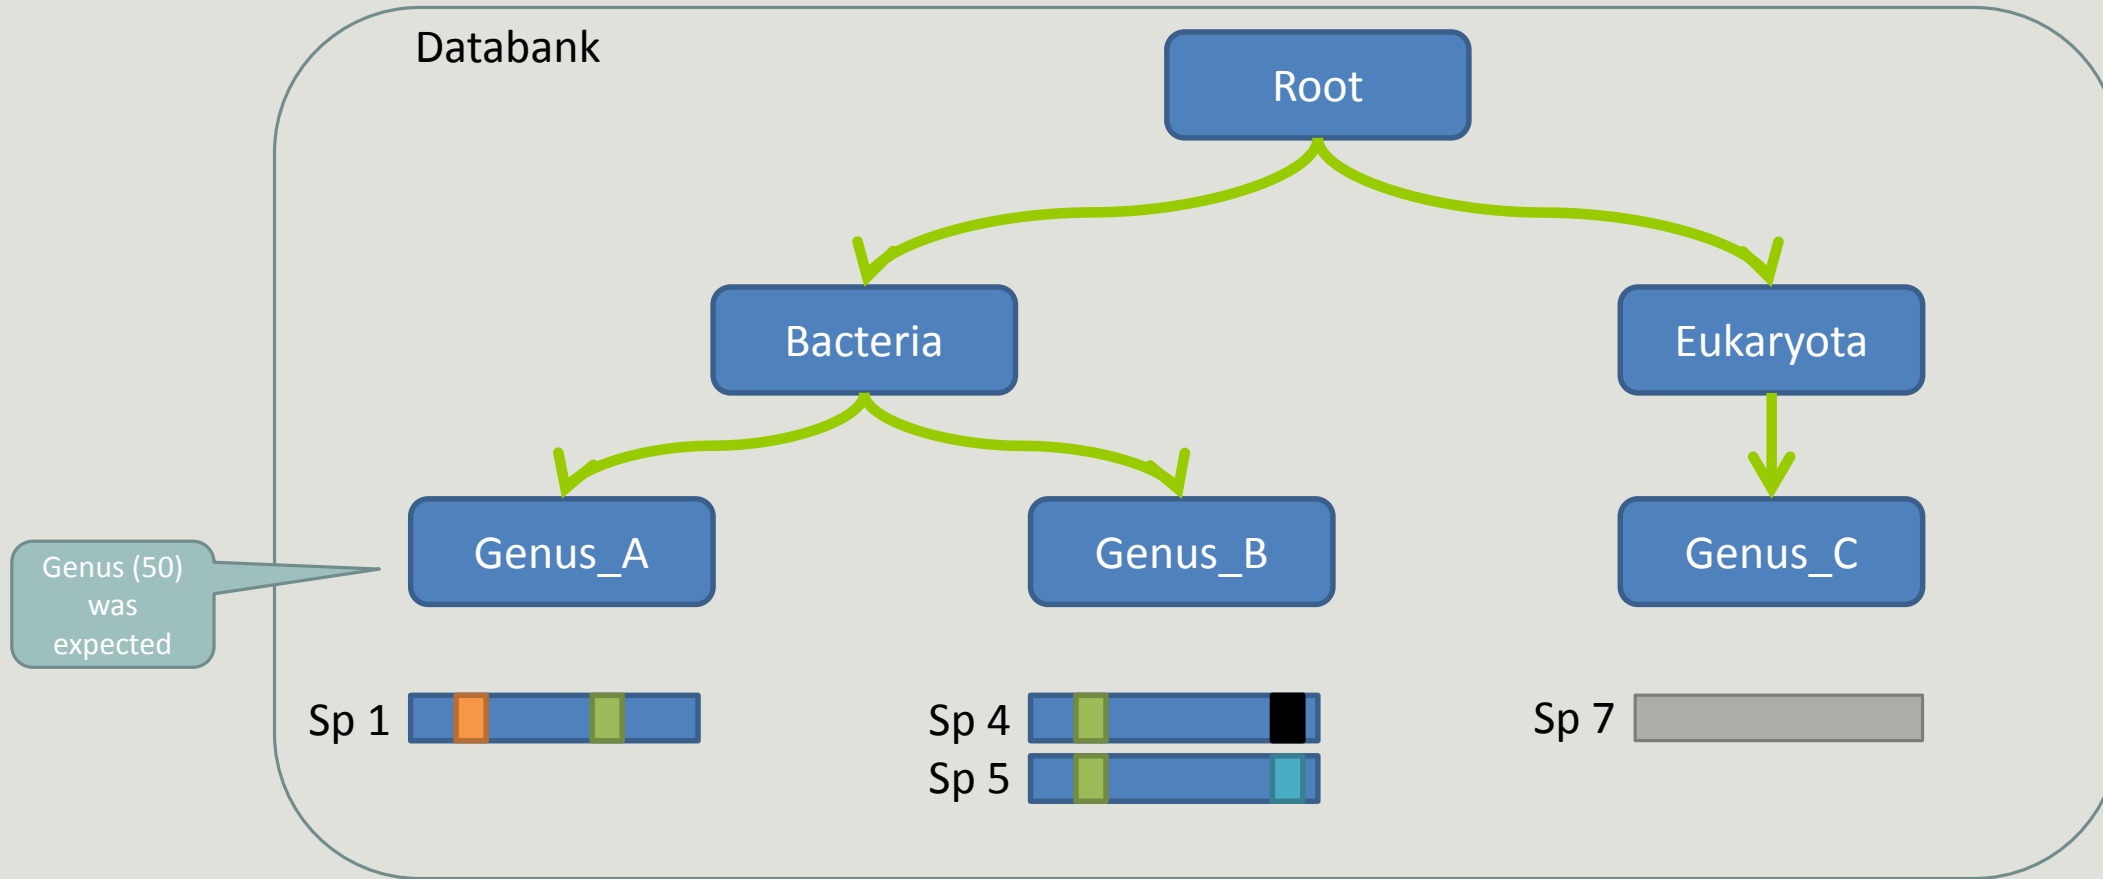 Databank
Root
Bacteria
Eukaryota
Genus_A
Genus_B
Genus_C
Genus (50)
was
expected
Sp 1
Sp 4
Sp 7
Sp 5